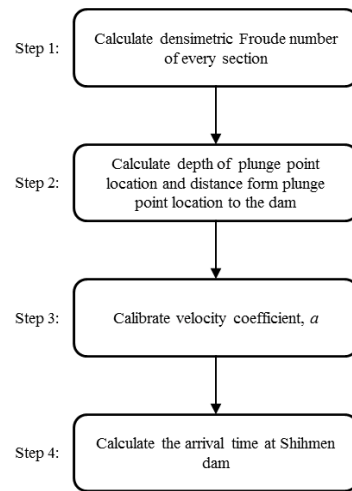 Step 1:
Calculate densimetric Froude number
of every section
Step 2:
Calculate depth of plunge point
location and distance form plunge
point location to the dam
Step 3:
Calibrate velocity coefficient, a
Step 4:
Calculate the arrival time at Shihmen
dam